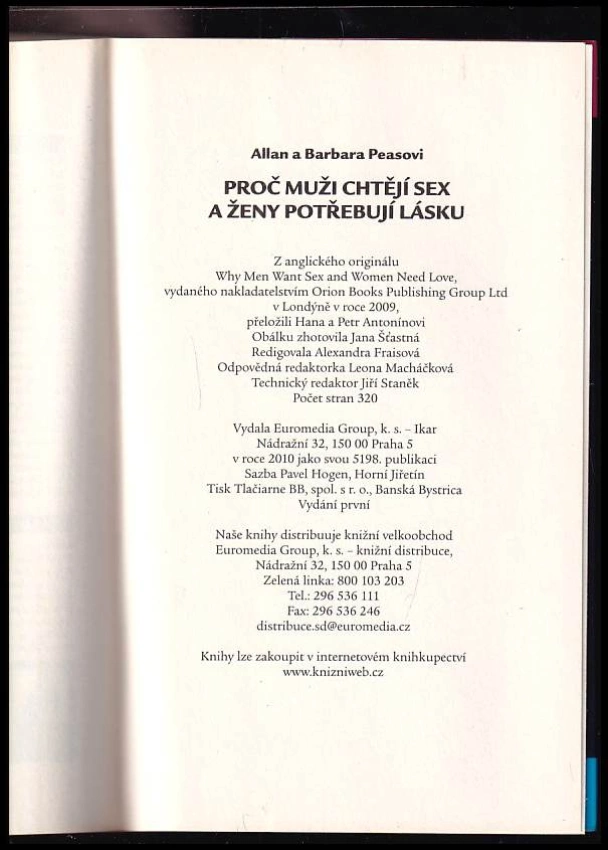 Allan a Barbara Peasovi
PROČ MUŽI CHTĚJÍ SEX
A ŽENY POTŘEBUJÍ LÁSKU
Z anglického originálu
Why Men Want Sex and Women Need Love,
vydaného nakladatelstvím Orion Books Publishing Group Ltd
v Londýně v roce 2009,
přeložili Hana a Petr Antonínovi
Obálku zhotovila Jana Šťastná
Redigovala Alexandra Fraisová
Odpovědná redaktorka Leona Macháčková
Technický redaktor Jiří Staněk
Počet stran 320
Vydala Euromedia Group, k. s. – Ikar
Nádražní 32, 150 00 Praha 5
v roce 2010 jako svou 5198. publikaci
Sazba Pavel Hogen, Horní Jiřetín
Tisk Tlačiarne BB, spol. s r. o., Banská Bystrica
Vydání první
Naše knihy distribuuje knižní velkoobchod
Euromedia Group, k. s. – knižní distribuce,
Nádražní 32, 150 00 Praha 5
Zelená linka: 800 103 203
Tel.: 296 536 111
Fax: 296 536 246
distribuce.sd@euromedia.cz
Knihy lze zakoupit v internetovém knihkupectví
www.knizniweb.cz